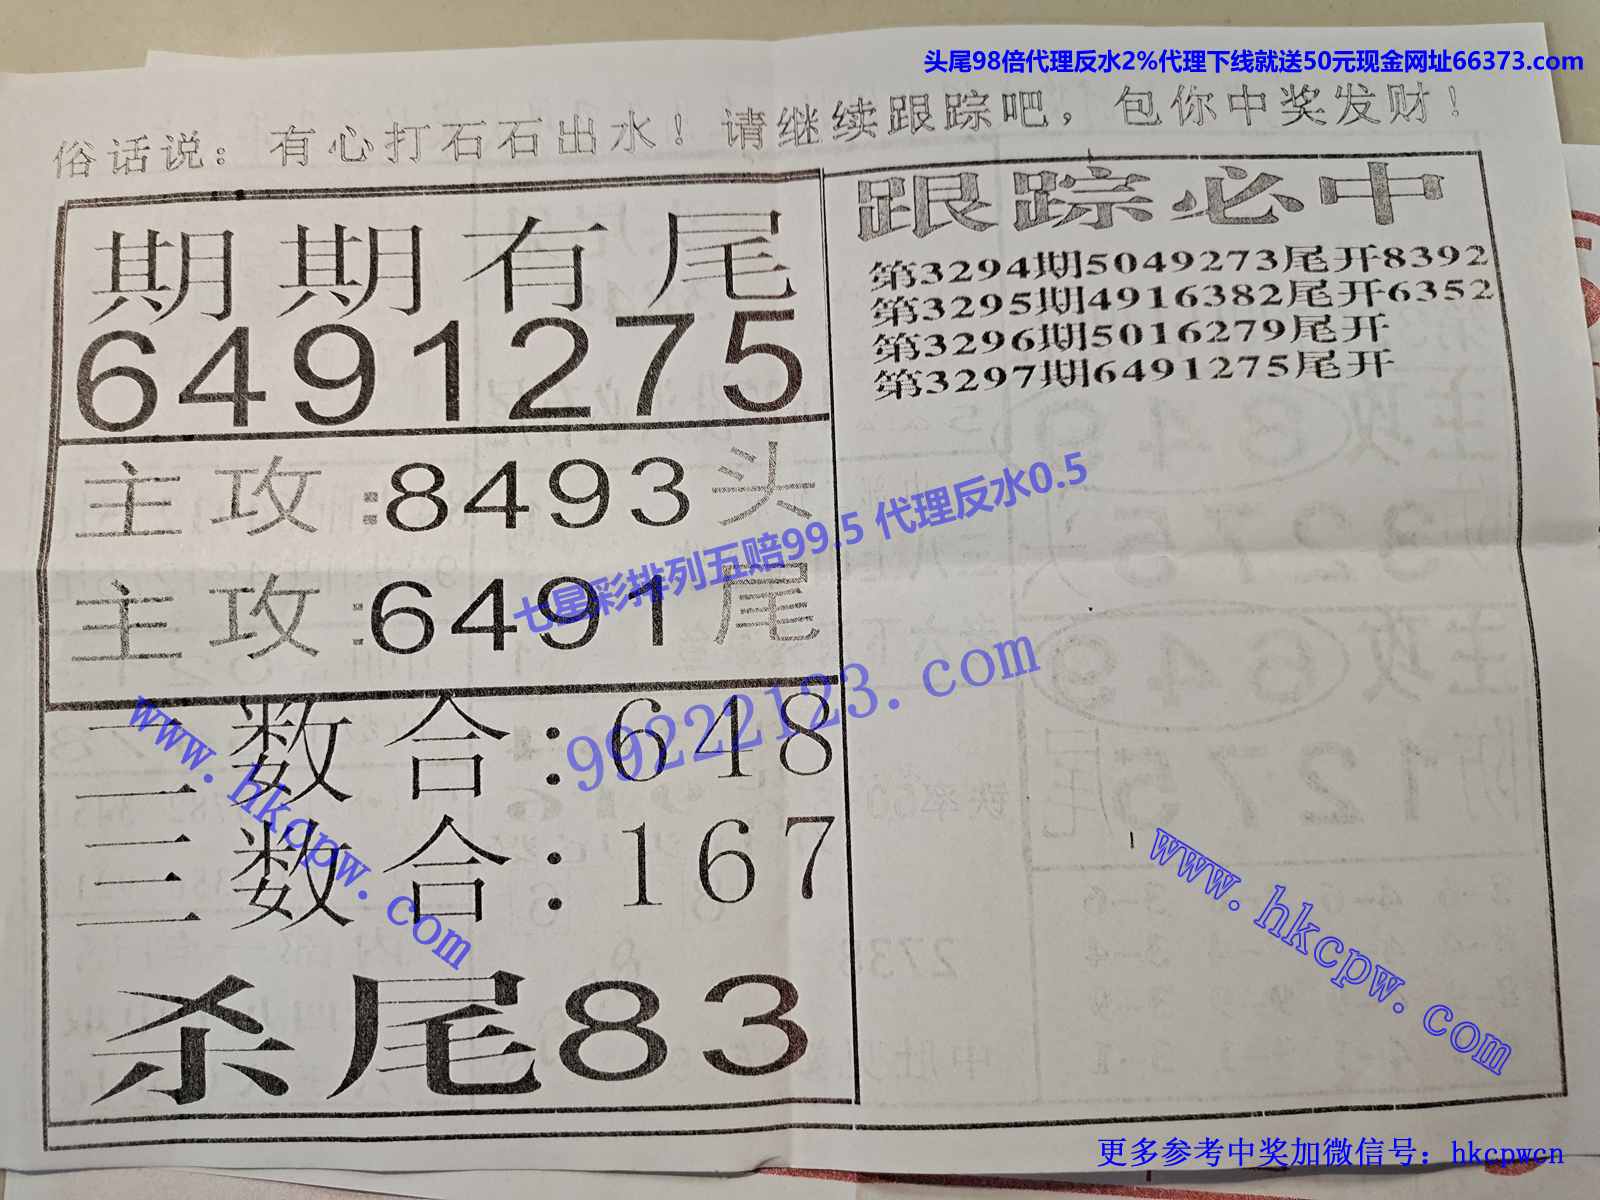 头尾98倍代理反水2%代理下线就送50元现金网址66373.com
俗话说：有心打石石出水！请继续跟踪吧，包你中奖发财！
期期有尾
6491275
主攻:8493头
主攻:6491尾
二数合:648
三数合:167
杀尾83
跟踪必中
第3294期5049273尾开8392
第3295期4916382尾开6352
第3296期5016279尾开
第3297期6491275尾开
七星彩排列五赔99.5 代理反水0.5
99222123.com
www.hkcpw.com
www.hkcpw.com
更多参考中奖加微信号：hkcpwcn